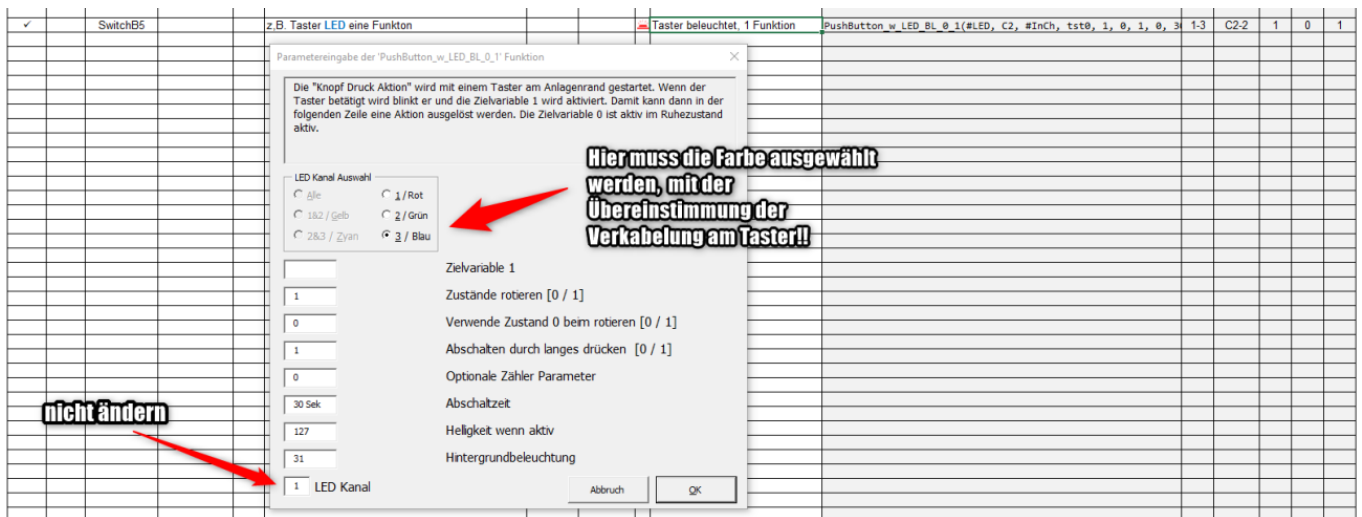 ✓ SwitchB5 z.B. Taster LED eine Funkton Taster beleuchtet, 1 Funktion PushButton_w_LED_BL_0_1(#LED, C2, #InCh, tst0, 1, 0, 1, 0, 30 1-3 C2-2 1 0 1
Parametereingabe der 'PushButton_w_LED_BL_0_1' Funktion
Die "Knopf Druck Aktion" wird mit einem Taster am Anlagenrand gestartet. Wenn der
Taster betätigt wird blinkt er und die Zielvariable 1 wird aktiviert. Damit kann dann in der
folgenden Zeile eine Aktion ausgelöst werden. Die Zielvariable 0 ist aktiv im Ruhezustand
aktiv.
Hier muss die Farbe ausgewählt
werden, mit der
Übereinstimmung der
Verkabelung am Taster!!
LED Kanal Auswahl
Alle 1 / Rot
1&2 / Gelb 2 / Grün
2&3 / Zyan 3 / Blau
Zielvariable 1
1 Zustände rotieren [0 / 1]
0 Verwende Zustand 0 beim rotieren [0 / 1]
1 Abschalten durch langes drücken [0 / 1]
0 Optionale Zähler Parameter
30 Sek Abschaltzeit
nicht ändern
127 Helligkeit wenn aktiv
31 Hintergrundbeleuchtung
1 LED Kanal
Abbruch OK